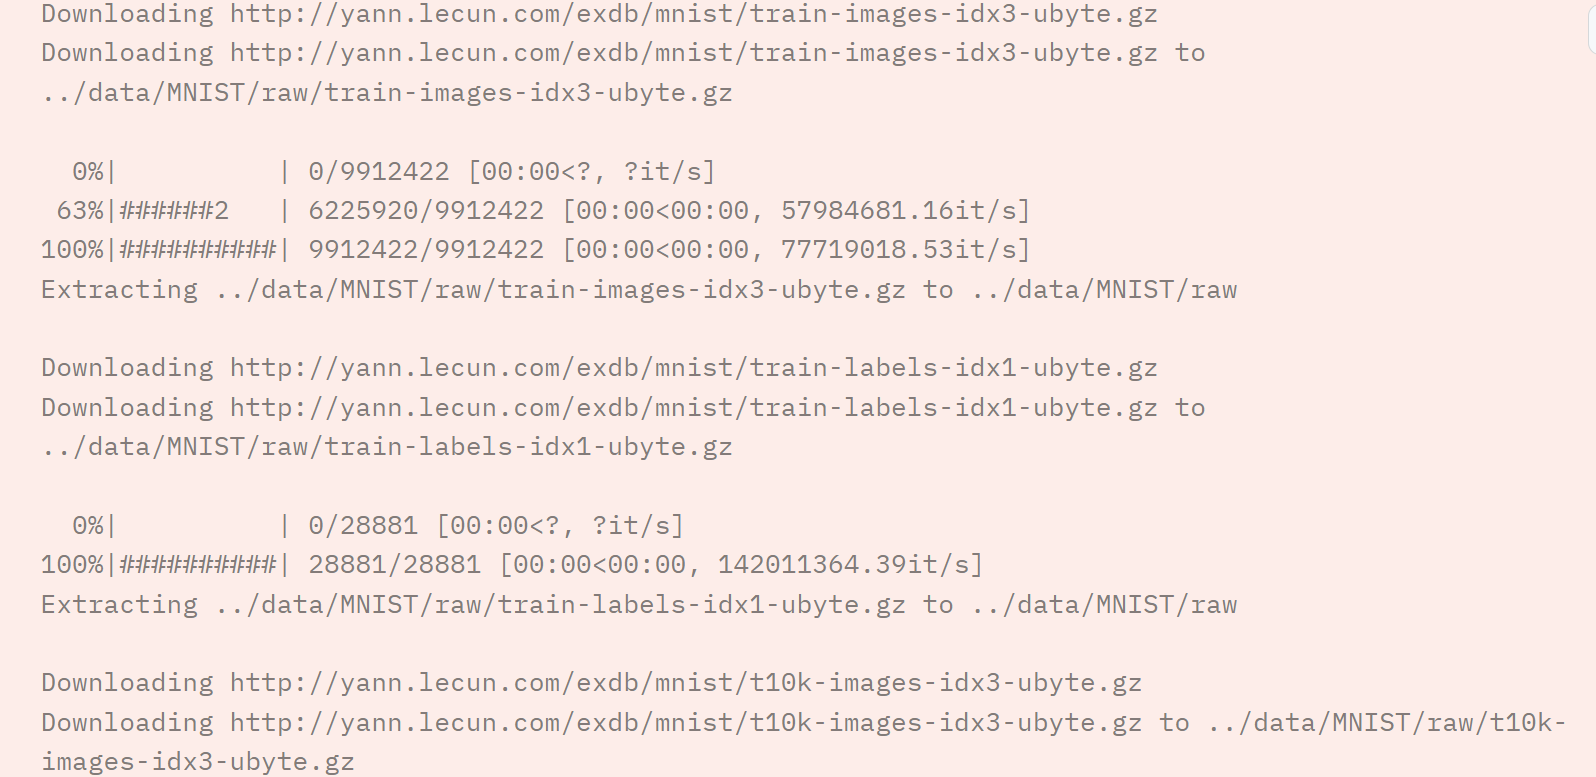 Downloading http://yann.lecun.com/exdb/mnist/train-images-idx3-ubyte.gz
Downloading http://yann.lecun.com/exdb/mnist/train-images-idx3-ubyte.gz to
../data/MNIST/raw/train-images-idx3-ubyte.gz
0%|          | 0/9912422 [00:00<?, ?it/s]
63%|######2   | 6225920/9912422 [00:00<00:00, 57984681.16it/s]
100%|##########| 9912422/9912422 [00:00<00:00, 77719018.53it/s]
Extracting ../data/MNIST/raw/train-images-idx3-ubyte.gz to ../data/MNIST/raw
Downloading http://yann.lecun.com/exdb/mnist/train-labels-idx1-ubyte.gz
Downloading http://yann.lecun.com/exdb/mnist/train-labels-idx1-ubyte.gz to
../data/MNIST/raw/train-labels-idx1-ubyte.gz
0%|          | 0/28881 [00:00<?, ?it/s]
100%|##########| 28881/28881 [00:00<00:00, 142011364.39it/s]
Extracting ../data/MNIST/raw/train-labels-idx1-ubyte.gz to ../data/MNIST/raw
Downloading http://yann.lecun.com/exdb/mnist/t10k-images-idx3-ubyte.gz
Downloading http://yann.lecun.com/exdb/mnist/t10k-images-idx3-ubyte.gz to ../data/MNIST/raw/t10k-
images-idx3-ubyte.gz